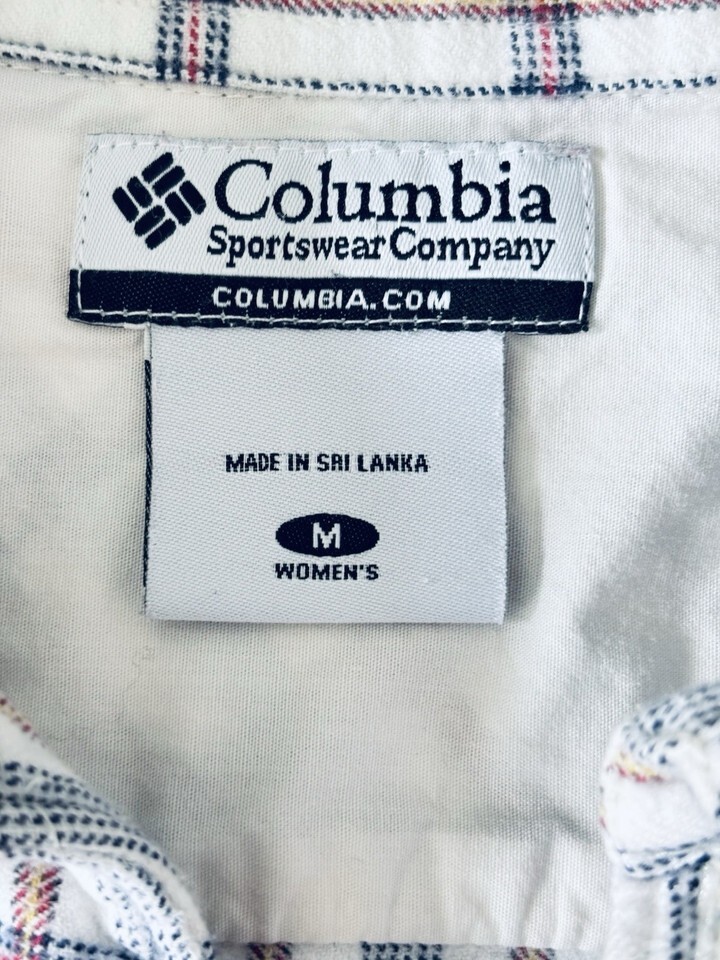 Columbia
Sportswear Company
COLUMBIA.COM
MADE IN SRI LANKA
M
WOMEN'S